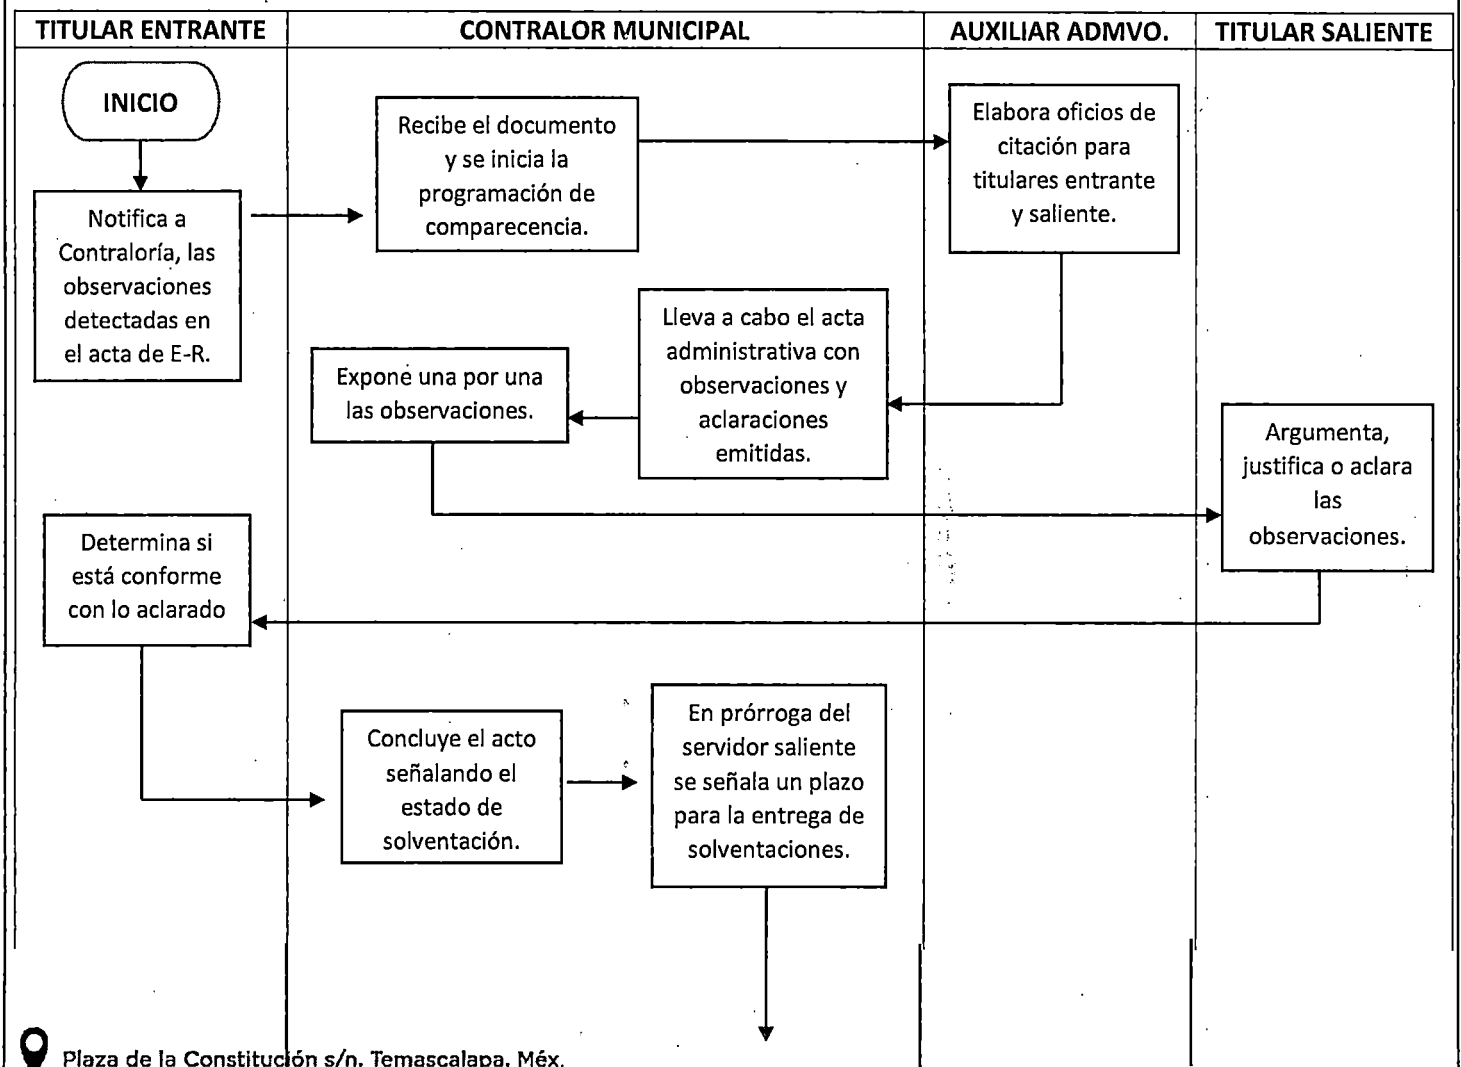 TITULAR ENTRANTE
CONTRALOR MUNICIPAL
AUXILIAR ADMVO.
TITULAR SALIENTE
INICIO
Notifica a
Contraloría, las
observaciones
detectadas en
el acta de E-R.
Recibe el documento
y se inicia la
programación de
comparecencia.
Elabora oficios de
citación para
titulares entrante
y saliente.
Lleva a cabo el acta
administrativa con
observaciones y
aclaraciones
emitidas.
Expone una por una
las observaciones.
Argumenta,
justifica o aclara
las
observaciones.
Determina si
está conforme
con lo aclarado
Concluye el acto
señalando el
estado de
solventación.
En prórroga del
servidor saliente
se señala un plazo
para la entrega de
solventaciones.
Plaza de la Constitución s/n. Temascalapa. Méx.